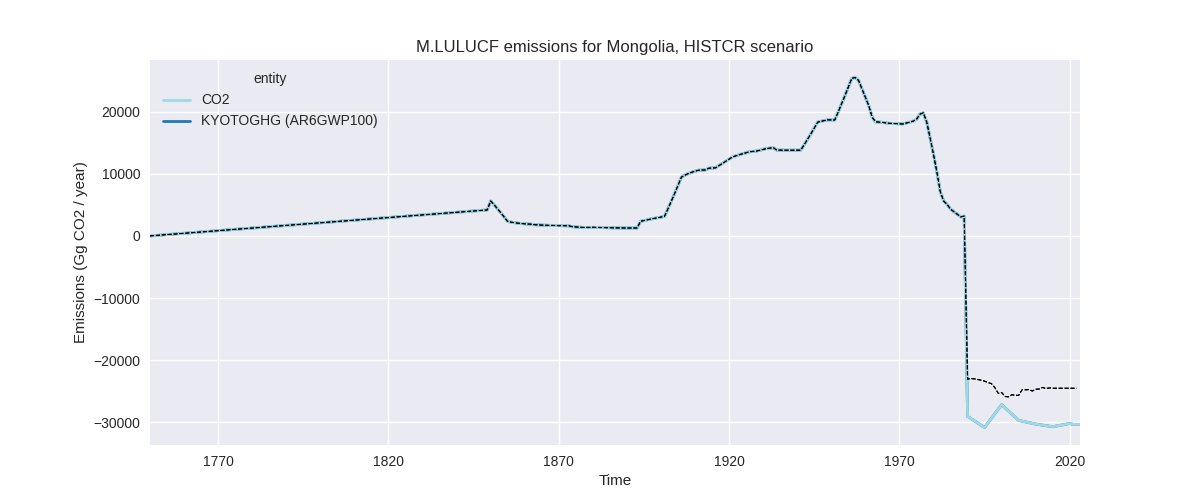 M.LULUCF emissions for Mongolia, HISTCR scenario
entity
CO2
KYOTOGHG (AR6GWP100)
Emissions (Gg CO2 / year)
20000
10000
0
−10000
−20000
−30000
1770
1820
1870
1920
1970
2020
Time